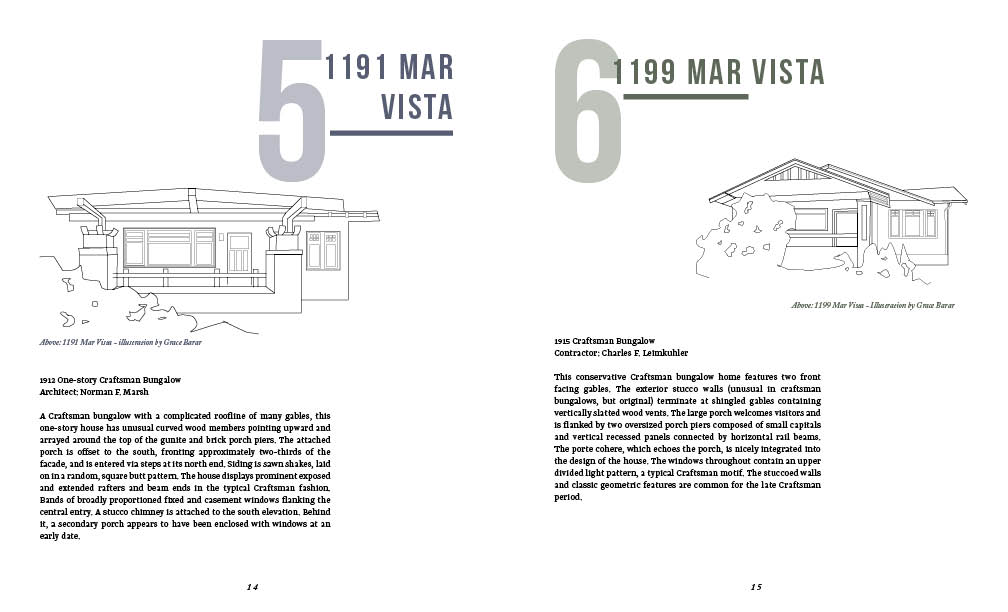 5
1191 MAR
VISTA
Above: 1191 Mar Vista - illustration by Grace Barar
1912 One-story Craftsman Bungalow
Architect: Norman F. Marsh
A Craftsman bungalow with a complicated roofline of many gables, this
one-story house has unusual curved wood members pointing upward and
arrayed around the top of the gunite and brick porch piers. The attached
porch is offset to the south, fronting approximately two-thirds of the
facade, and is entered via steps at its north end. Siding is sawn shakes, laid
on in a random, square butt pattern. The house displays prominent exposed
and extended rafters and beam ends in the typical Craftsman fashion.
Bands of broadly proportioned fixed and casement windows flanking the
central entry. A stucco chimney is attached to the south elevation. Behind
it, a secondary porch appears to have been enclosed with windows at an
early date.
14
6
1199 MAR VISTA
Above: 1199 Mar Vista - Illustration by Grace Barar
1915 Craftsman Bungalow
Contractor: Charles F. Leimkuhler
This conservative Craftsman bungalow home features two front
facing gables. The exterior stucco walls (unusual in craftsman
bungalows, but original) terminate at shingled gables containing
vertically slatted wood vents. The large porch welcomes visitors and
is flanked by two oversized porch piers composed of small capitals
and vertical recessed panels connected by horizontal rail beams.
The porte cohere, which echoes the porch, is nicely integrated into
the design of the house. The windows throughout contain an upper
divided light pattern, a typical Craftsman motif. The stuccoed walls
and classic geometric features are common for the late Craftsman
period.
15